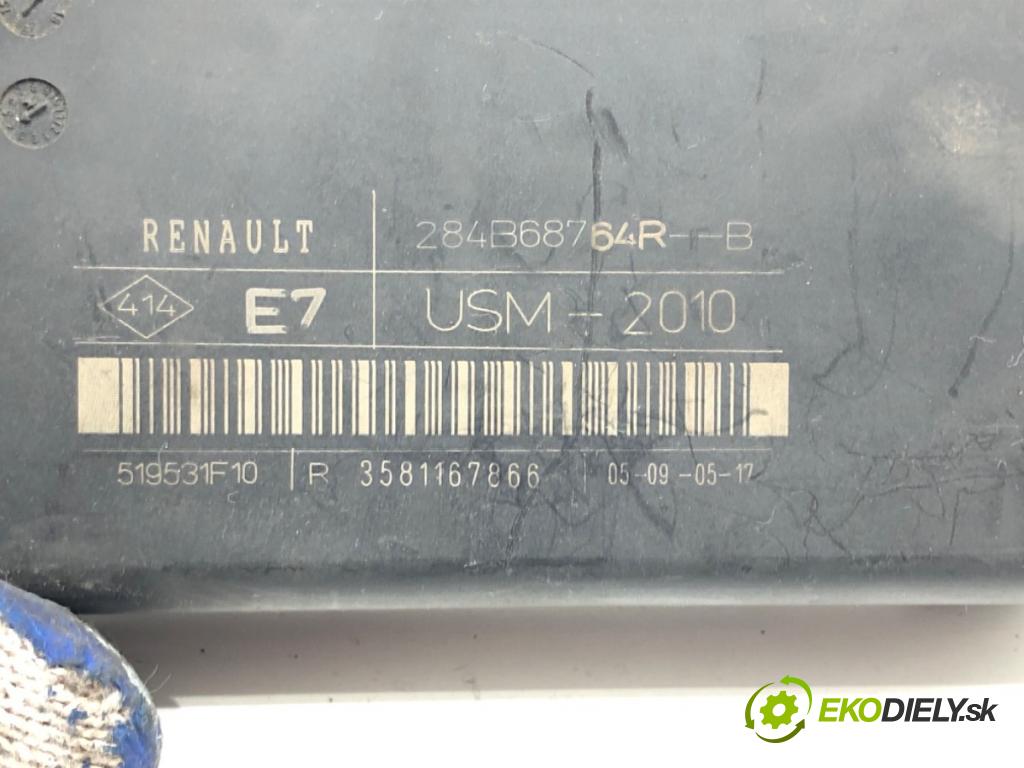 RENAULT 284B68764R--B
414 E7 USM - 2010
519531F10 R 3581167866 05-09-05-17
EKODIELY.sk